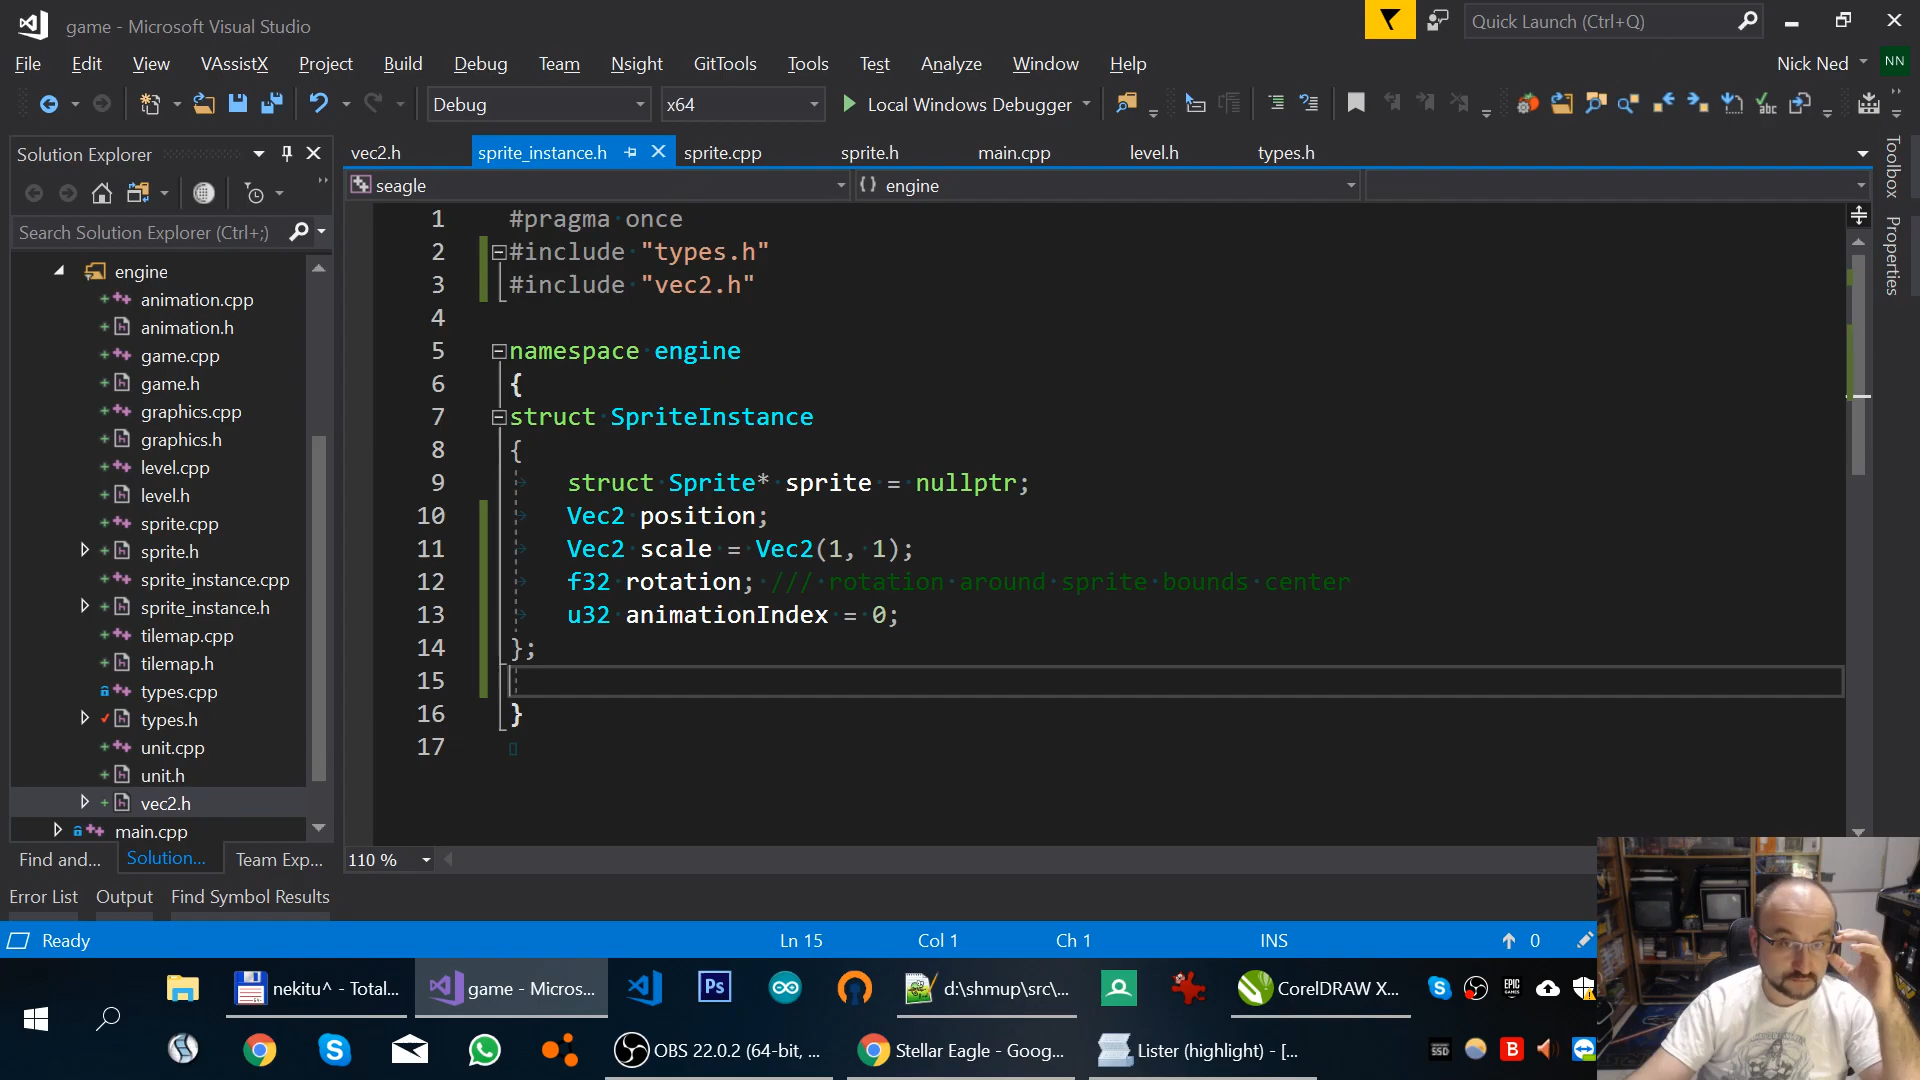 game - Microsoft Visual Studio
Quick Launch (Ctrl+Q)
File Edit View VAssistX Project Build Debug Team Nsight GitTools Tools Test Analyze Window Help
Nick Ned NN
Debug x64 Local Windows Debugger
Solution Explorer
vec2.h sprite_instance.h sprite.cpp sprite.h main.cpp level.h types.h
Toolbox
Properties
seagle engine
Search Solution Explorer (Ctrl+;)
engine
animation.cpp
animation.h
game.cpp
game.h
graphics.cpp
graphics.h
level.cpp
level.h
sprite.cpp
sprite.h
sprite_instance.cpp
sprite_instance.h
tilemap.cpp
tilemap.h
types.cpp
types.h
unit.cpp
unit.h
vec2.h
main.cpp
1 #pragma once
2 #include "types.h"
3 #include "vec2.h"
4
5 namespace engine
6 {
7 struct SpriteInstance
8 {
9 struct Sprite* sprite = nullptr;
10 Vec2 position;
11 Vec2 scale = Vec2(1, 1);
12 f32 rotation; /// rotation around sprite bounds center
13 u32 animationIndex = 0;
14 };
15
16 }
17
Find and... Solution... Team Exp...
110 %
Error List Output Find Symbol Results
Ready Ln 15 Col 1 Ch 1 INS 0
nekitu^ - Total... game - Micros... Ps d:\shmup\src\... CorelDRAW X... EPIC GAMES
OBS 22.0.2 (64-bit, ... Stellar Eagle - Goog... Lister (highlight) - [... SSD B